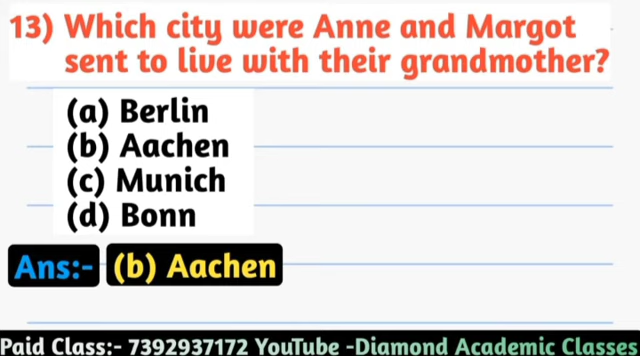 13) Which city were Anne and Margot
sent to live with their grandmother?
(a) Berlin
(b) Aachen
(c) Munich
(d) Bonn
Ans:- (b) Aachen
Paid Class:- 7392937172 YouTube -Diamond Academic Classes